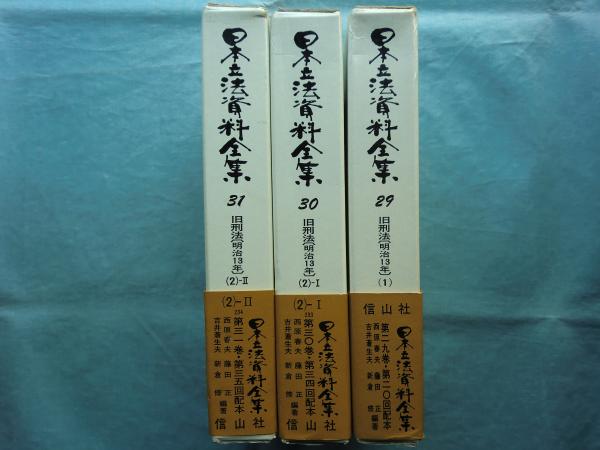 日本立法資料全集
31
旧刑法〔明治13年〕
(2)-II
(2)-II
234
日本立法資料全集
第三一巻・第三五回配本
西原春夫 藤田 正
吉井蒼生夫 新倉 修 編著
信山社
日本立法資料全集
30
旧刑法〔明治13年〕
(2)-I
(2)-I
233
日本立法資料全集
第三〇巻・第三四回配本
西原春夫 藤田 正
吉井蒼生夫 新倉 修 編著
信山社
日本立法資料全集
29
旧刑法〔明治13年〕
(1)
信山社
日本立法資料全集
第二九巻・第二〇回配本
西原春夫 藤田 正
吉井蒼生夫 新倉 修 編著